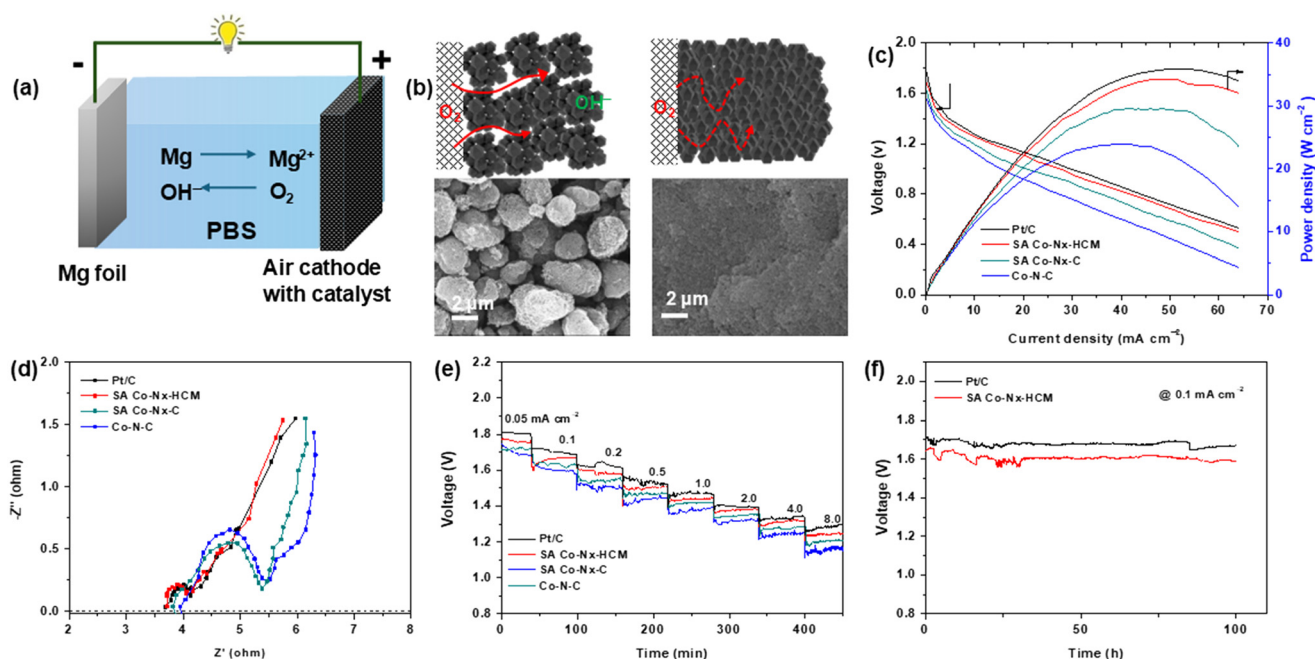 (a)
-
+
Mg
Mg²⁺
OH⁻
O₂
PBS
Mg foil
Air cathode
with catalyst
(b)
O₂
OH⁻
O₂
2 μm
2 μm
(c)
Voltage (v)
2.0
1.6
1.2
0.8
0.4
0.0
Pt/C
SA Co-Nx-HCM
SA Co-Nx-C
Co-N-C
0 10 20 30 40 50 60 70
Current density (mA cm⁻²)
40
30
20
10
0
Power density (W cm⁻²)
(d)
-Z'' (ohm)
2.0
1.5
1.0
0.5
0.0
Pt/C
SA Co-Nx-HCM
SA Co-Nx-C
Co-N-C
2 3 4 5 6 7 8
Z' (ohm)
(e)
Voltage (V)
2.2
2.0
1.8
1.6
1.4
1.2
1.0
0.8
0.05 mA cm⁻²
0.1
0.2
0.5
1.0
2.0
4.0
8.0
Pt/C
SA Co-Nx-HCM
SA Co-Nx-C
Co-N-C
0 100 200 300 400
Time (min)
(f)
Voltage (V)
2.0
1.8
1.6
1.4
1.2
1.0
0.8
Pt/C
SA Co-Nx-HCM
@ 0.1 mA cm⁻²
0 50 100
Time (h)